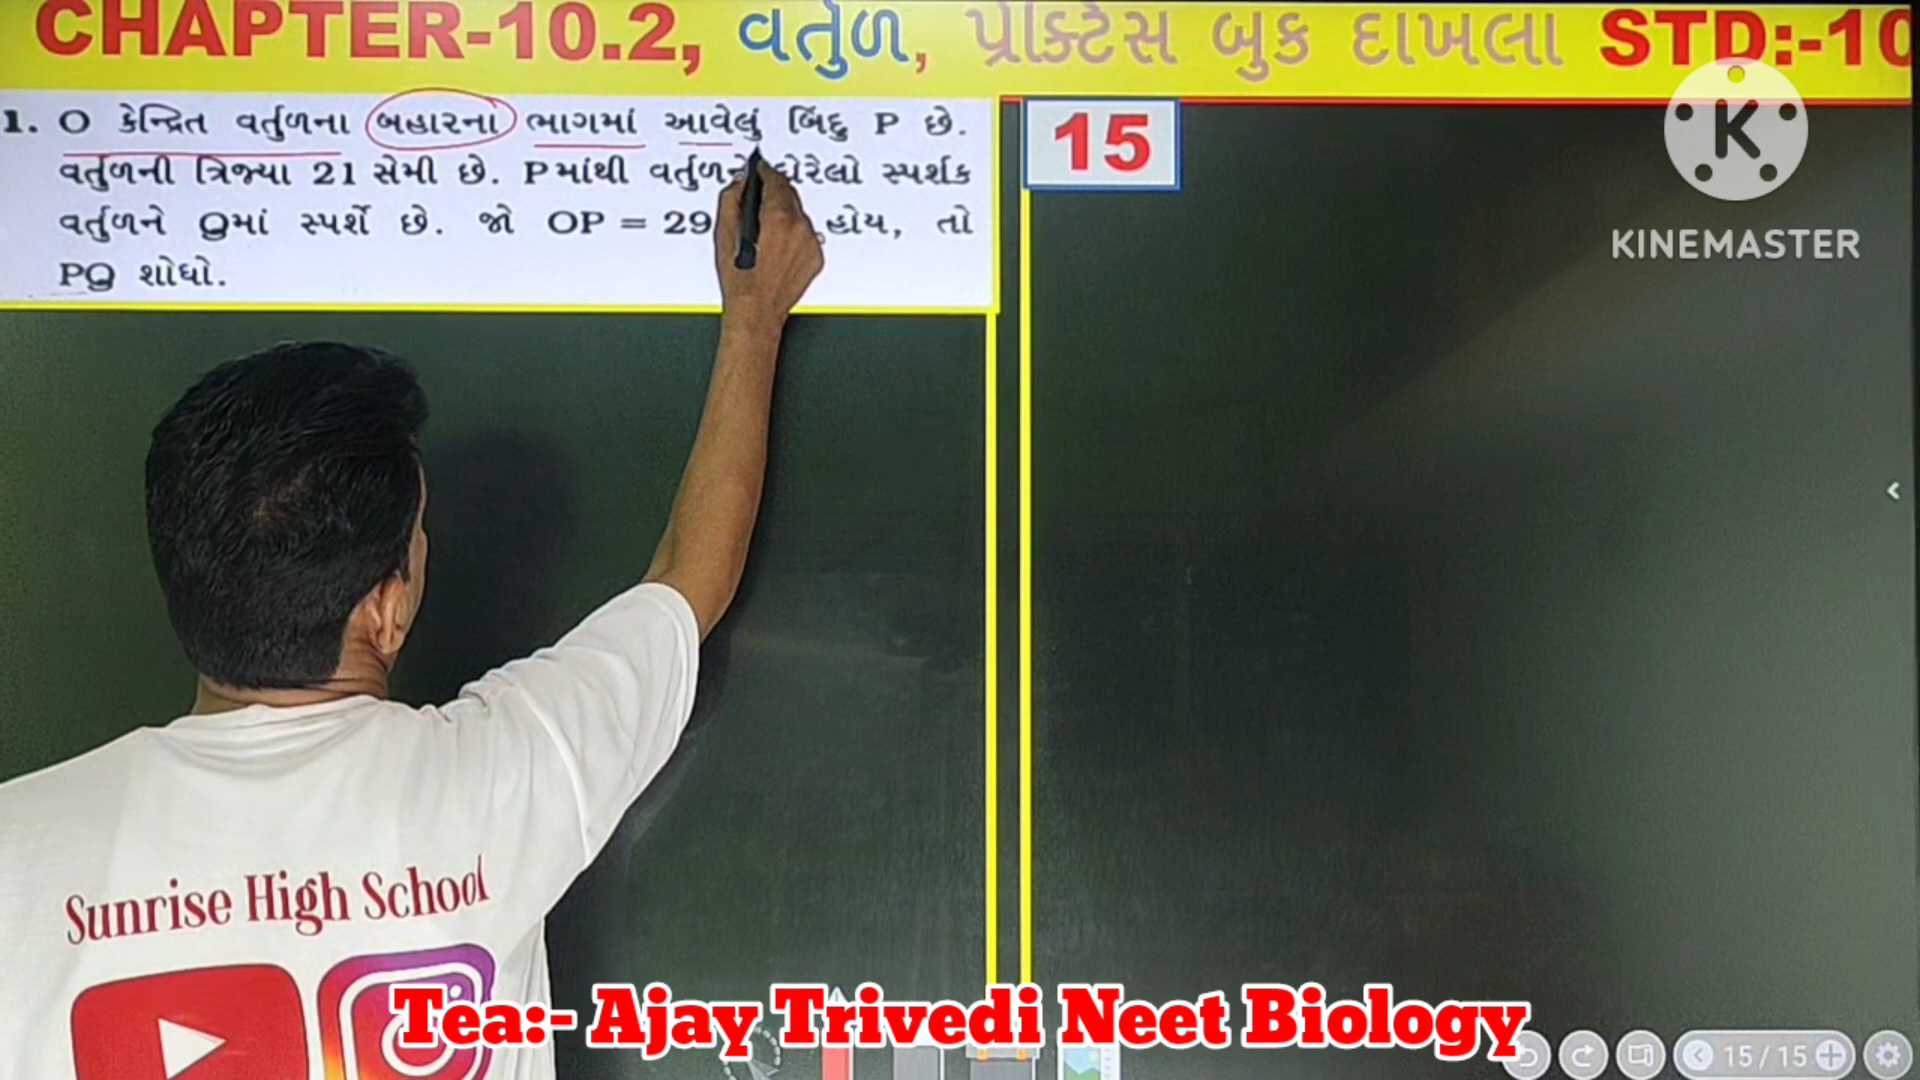 CHAPTER-10.2, વર્તુળ, પ્રેક્ટિસ બુક દાખલા STD:-10
1. O કેન્દ્રિત વર્તુળના બહારના ભાગમાં આવેલું બિંદુ P છે.
વર્તુળની ત્રિજ્યા 21 સેમી છે. Pમાંથી વર્તુળને દોરેલો સ્પર્શક
વર્તુળને Qમાં સ્પર્શે છે. જો OP = 29 હોય, તો
PQ શોધો.
15
K
KINEMASTER
Sunrise High School
Tea:- Ajay Trivedi Neet Biology
15/15